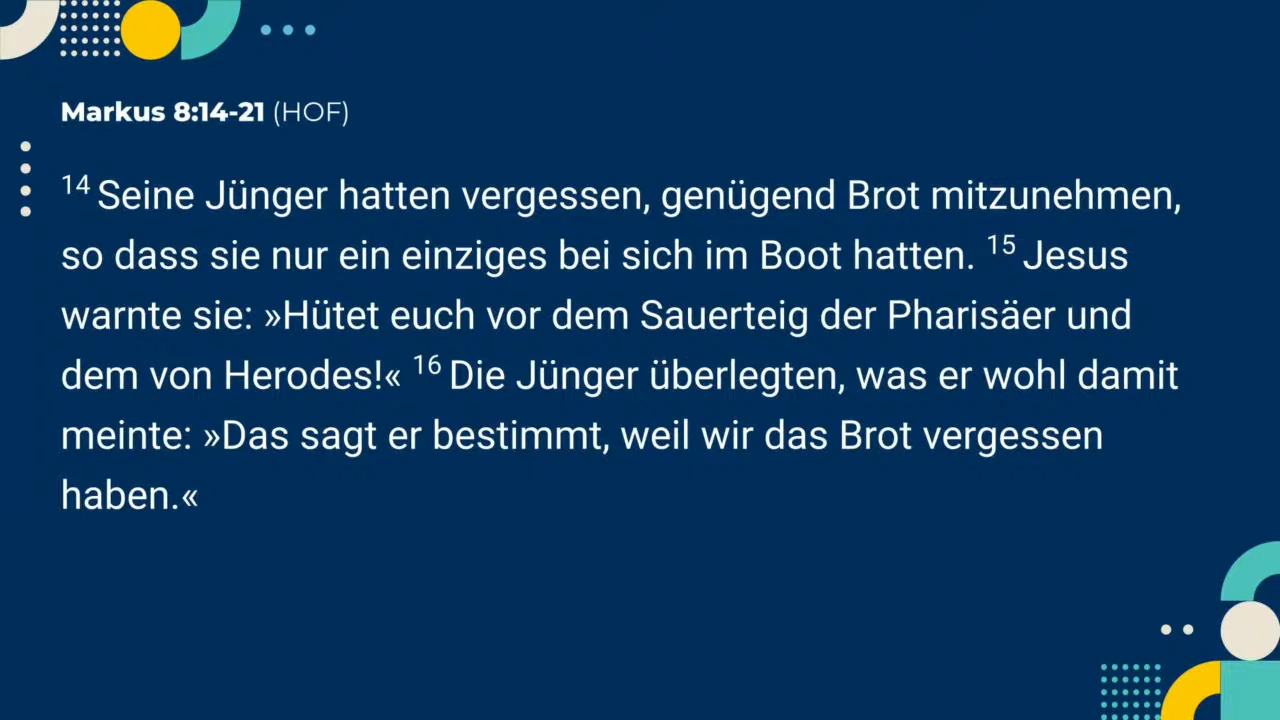 Markus 8:14-21 (HOF)
14 Seine Jünger hatten vergessen, genügend Brot mitzunehmen,
so dass sie nur ein einziges bei sich im Boot hatten. 15 Jesus
warnte sie: »Hütet euch vor dem Sauerteig der Pharisäer und
dem von Herodes!« 16 Die Jünger überlegten, was er wohl damit
meinte: »Das sagt er bestimmt, weil wir das Brot vergessen
haben.«